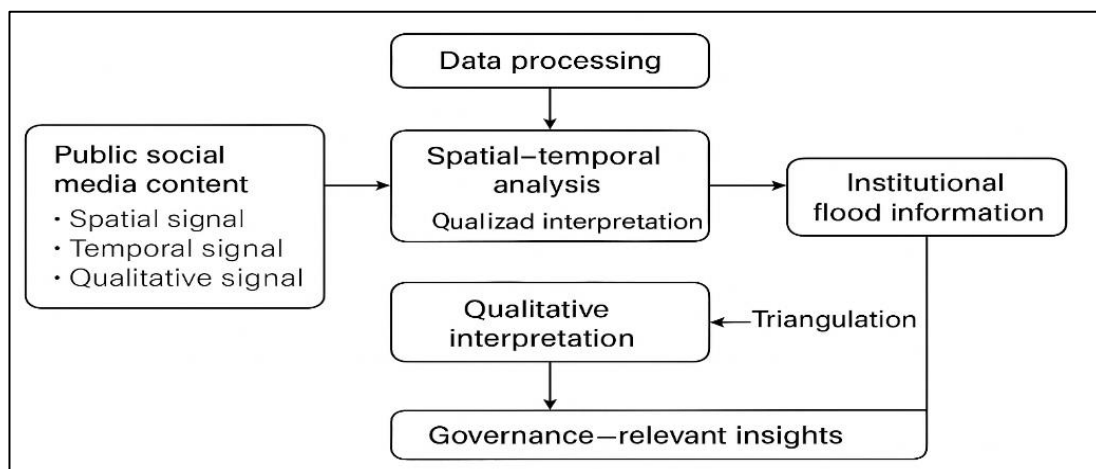 Data processing
Public social
media content
· Spatial signal
· Temporal signal
· Qualitative signal
Spatial–temporal
analysis
Qualizad interpretation
Institutional
flood information
Qualitative
interpretation
Triangulation
Governance—relevant insights